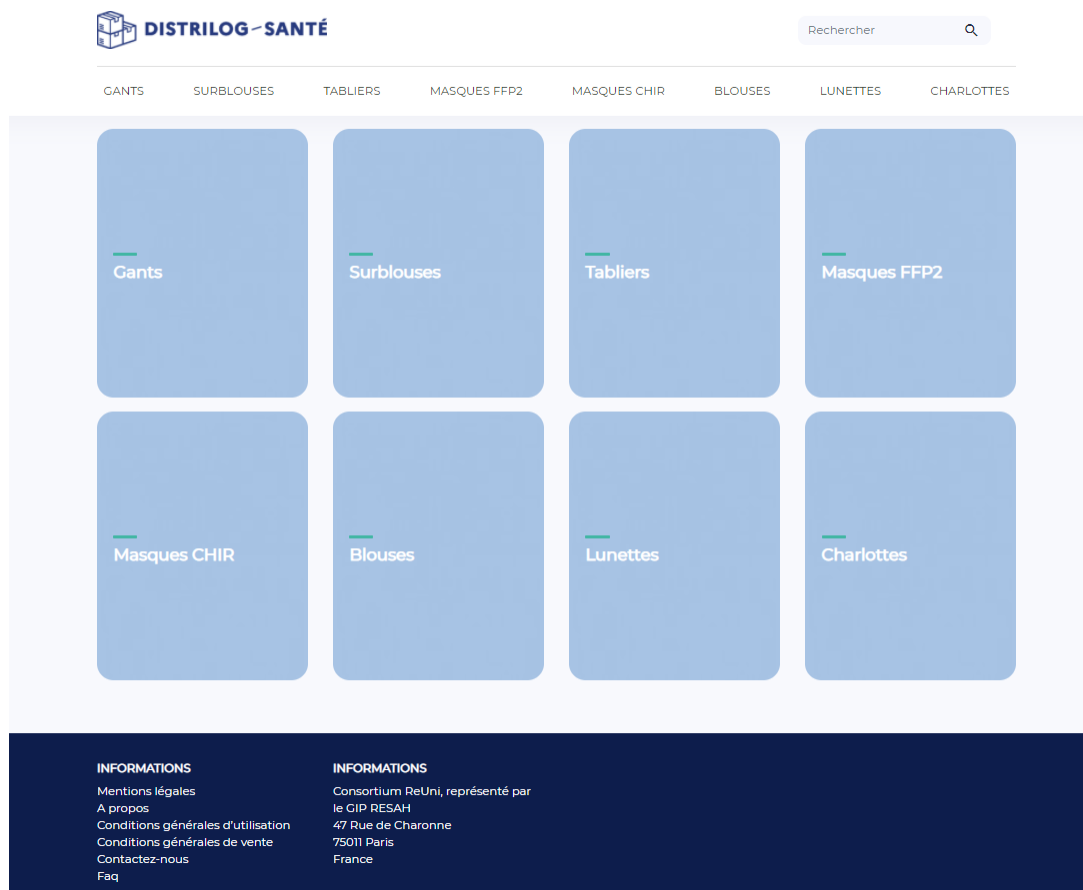 DISTRILOG-SANTÉ
Rechercher
GANTS SURBLOUSES TABLIERS MASQUES FFP2 MASQUES CHIR BLOUSES LUNETTES CHARLOTTES
Gants Surblouses Tabliers Masques FFP2
Masques CHIR Blouses Lunettes Charlottes
INFORMATIONS
Mentions légales
A propos
Conditions générales d'utilisation
Conditions générales de vente
Contactez-nous
Faq
INFORMATIONS
Consortium ReUni, représenté par
le GIP RESAH
47 Rue de Charonne
75011 Paris
France